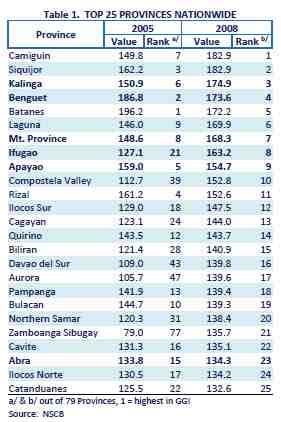 Table 1. TOP 25 PROVINCES NATIONWIDE
Province 2005 2008
Value Rank a/ Value Rank b/
Camiguin 149.8 7 182.9 1
Siquijor 162.2 3 182.9 2
Kalinga 150.9 6 174.9 3
Benguet 186.8 2 173.6 4
Batanes 196.2 1 172.2 5
Laguna 146.0 9 169.9 6
Mt. Province 148.6 8 168.3 7
Ifugao 127.1 21 163.2 8
Apayao 159.0 5 154.7 9
Compostela Valley 112.7 39 152.8 10
Rizal 161.2 4 152.6 11
Ilocos Sur 129.0 18 147.5 12
Cagayan 123.1 24 144.0 13
Quirino 143.5 12 143.7 14
Biliran 121.4 28 140.9 15
Davao del Sur 109.0 43 139.8 16
Aurora 105.7 47 139.6 17
Pampanga 141.9 13 139.4 18
Bulacan 144.7 10 139.3 19
Northern Samar 120.3 31 138.4 20
Zamboanga Sibugay 79.0 77 135.7 21
Cavite 131.3 16 135.1 22
Abra 133.8 15 134.3 23
Ilocos Norte 130.5 17 134.2 24
Catanduanes 125.5 22 132.6 25
a/ & b/ out of 79 Provinces, 1 = highest in GGI
Source: NSCB